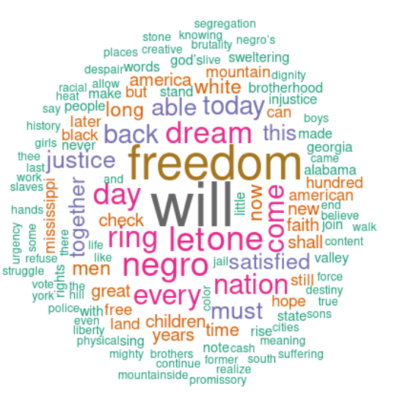 segregation
stone knowing negro's
creative brutality
places god's live sweltering
despair words mountain dignity
racial allow america white brotherhood
heat make but stand injustice
say people long able today can
history later back dream this made boys
girls never black georgia
thee justice freedom came
last alabama
work and hundred
slaves mississippi together day will little now come american
hands new end
check faith believe
urgency some there ring let one join walk
refuse life shall content
like negro jail satisfied valley
struggle rights men nation still force
vote the great every destiny
york hill color hope true
police with free must state sons
even land children time rise cities
liberty years meaning
physical sing note cash
mighty brothers former south suffering
continue realize
mountainside promissory